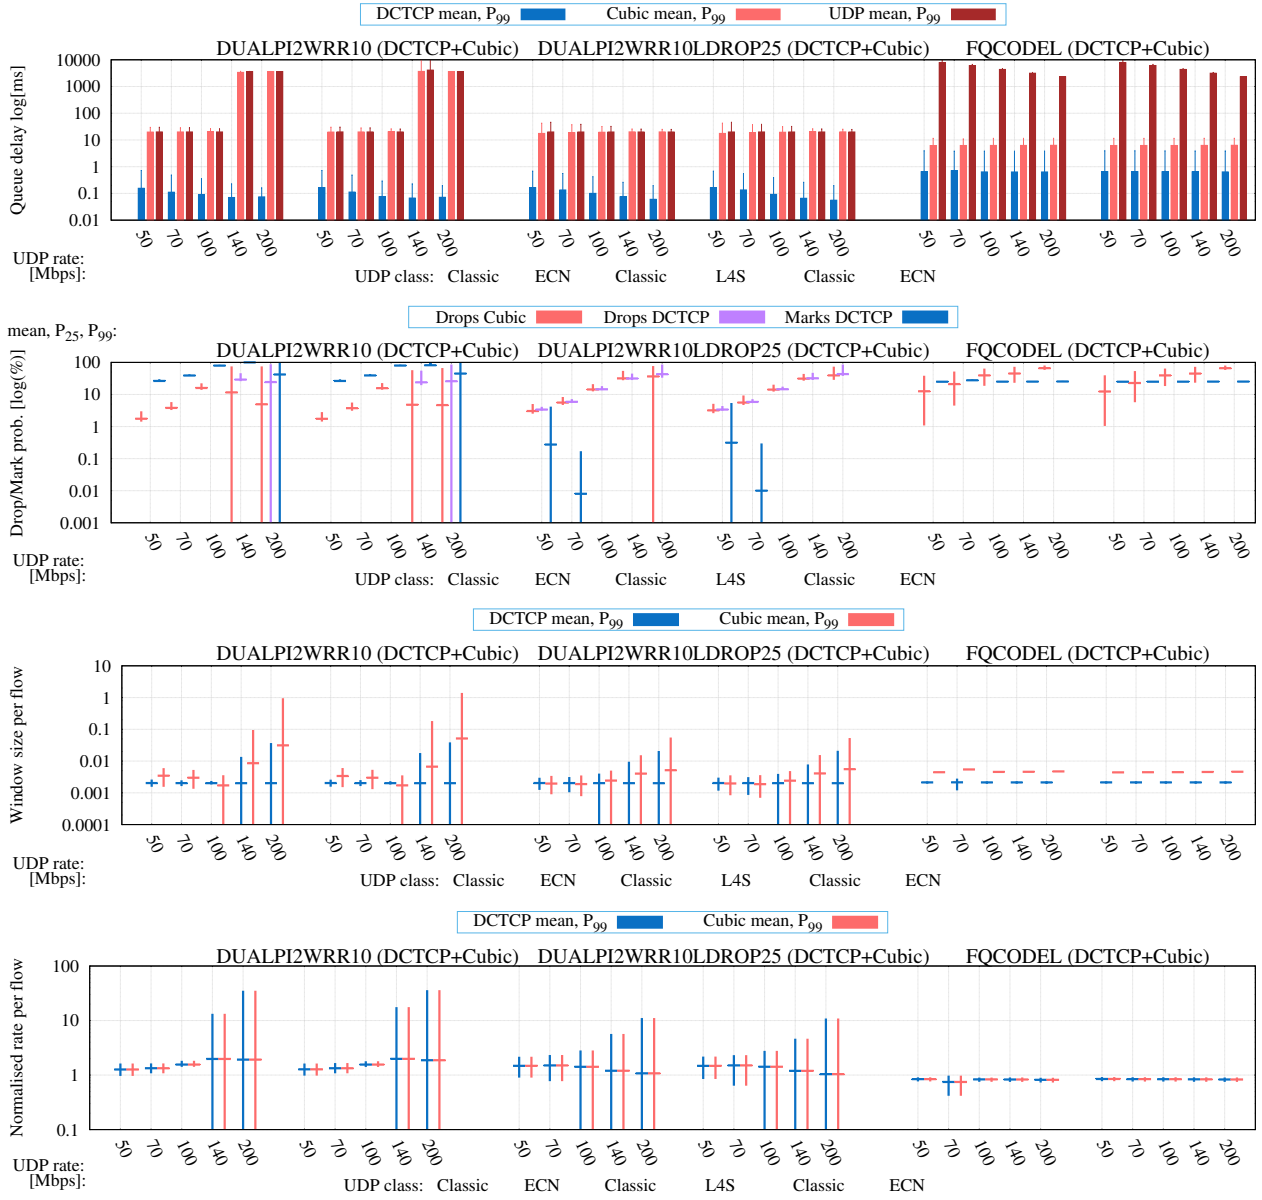 DCTCP mean, P99 Cubic mean, P99 UDP mean, P99
DUALPI2WRR10 (DCTCP+Cubic) DUALPI2WRR10LDROP25 (DCTCP+Cubic) FQCODEL (DCTCP+Cubic)
Queue delay log[ms]
10000
1000
100
10
1
0.1
0.01
50 70 100 140 200 50 70 100 140 200 50 70 100 140 200 50 70 100 140 200 50 70 100 140 200 50 70 100 140 200
UDP rate:
[Mbps]:
UDP class: Classic ECN Classic L4S Classic ECN
mean, P25, P99:
Drops Cubic Drops DCTCP Marks DCTCP
DUALPI2WRR10 (DCTCP+Cubic) DUALPI2WRR10LDROP25 (DCTCP+Cubic) FQCODEL (DCTCP+Cubic)
Drop/Mark prob. [log(%)]
100
10
1
0.1
0.01
0.001
50 70 100 140 200 50 70 100 140 200 50 70 100 140 200 50 70 100 140 200 50 70 100 140 200 50 70 100 140 200
UDP rate:
[Mbps]:
UDP class: Classic ECN Classic L4S Classic ECN
DCTCP mean, P99 Cubic mean, P99
DUALPI2WRR10 (DCTCP+Cubic) DUALPI2WRR10LDROP25 (DCTCP+Cubic) FQCODEL (DCTCP+Cubic)
Window size per flow
10
1
0.1
0.01
0.001
0.0001
50 70 100 140 200 50 70 100 140 200 50 70 100 140 200 50 70 100 140 200 50 70 100 140 200 50 70 100 140 200
UDP rate:
[Mbps]:
UDP class: Classic ECN Classic L4S Classic ECN
DCTCP mean, P99 Cubic mean, P99
DUALPI2WRR10 (DCTCP+Cubic) DUALPI2WRR10LDROP25 (DCTCP+Cubic) FQCODEL (DCTCP+Cubic)
Normalised rate per flow
100
10
1
0.1
50 70 100 140 200 50 70 100 140 200 50 70 100 140 200 50 70 100 140 200 50 70 100 140 200 50 70 100 140 200
UDP rate:
[Mbps]:
UDP class: Classic ECN Classic L4S Classic ECN